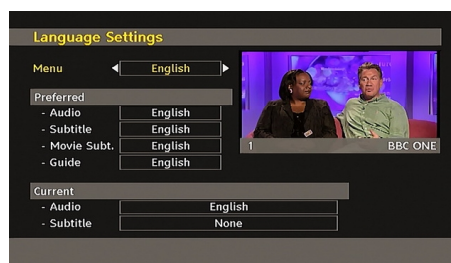 Language Settings
Menu English
Preferred
- Audio English
- Subtitle English
- Movie Subt. English
- Guide English
1 BBC ONE
Current
- Audio English
- Subtitle None